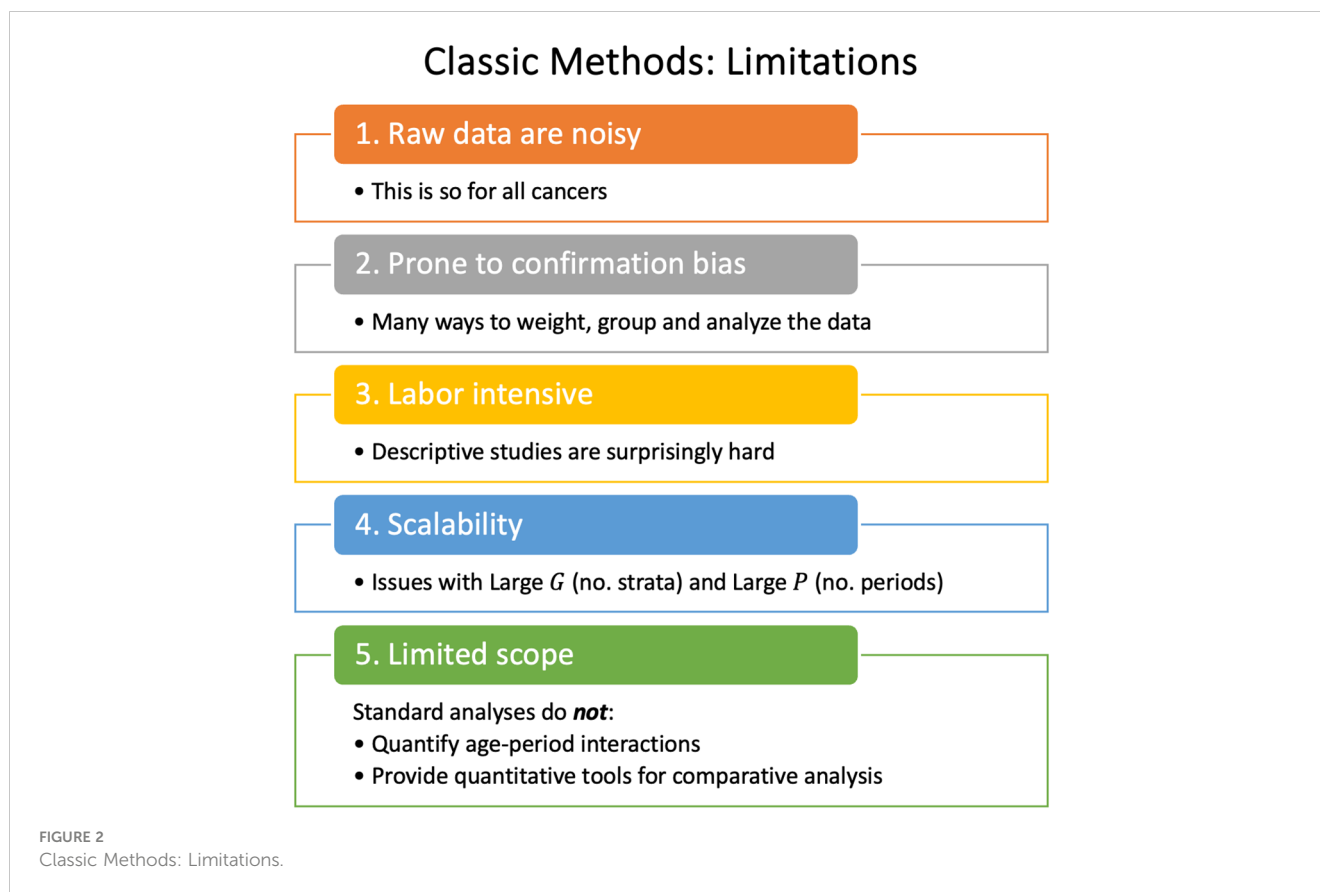 Classic Methods: Limitations
1. Raw data are noisy
• This is so for all cancers
2. Prone to confirmation bias
• Many ways to weight, group and analyze the data
3. Labor intensive
• Descriptive studies are surprisingly hard
4. Scalability
• Issues with Large G (no. strata) and Large P (no. periods)
5. Limited scope
Standard analyses do not:
• Quantify age-period interactions
• Provide quantitative tools for comparative analysis
FIGURE 2
Classic Methods: Limitations.